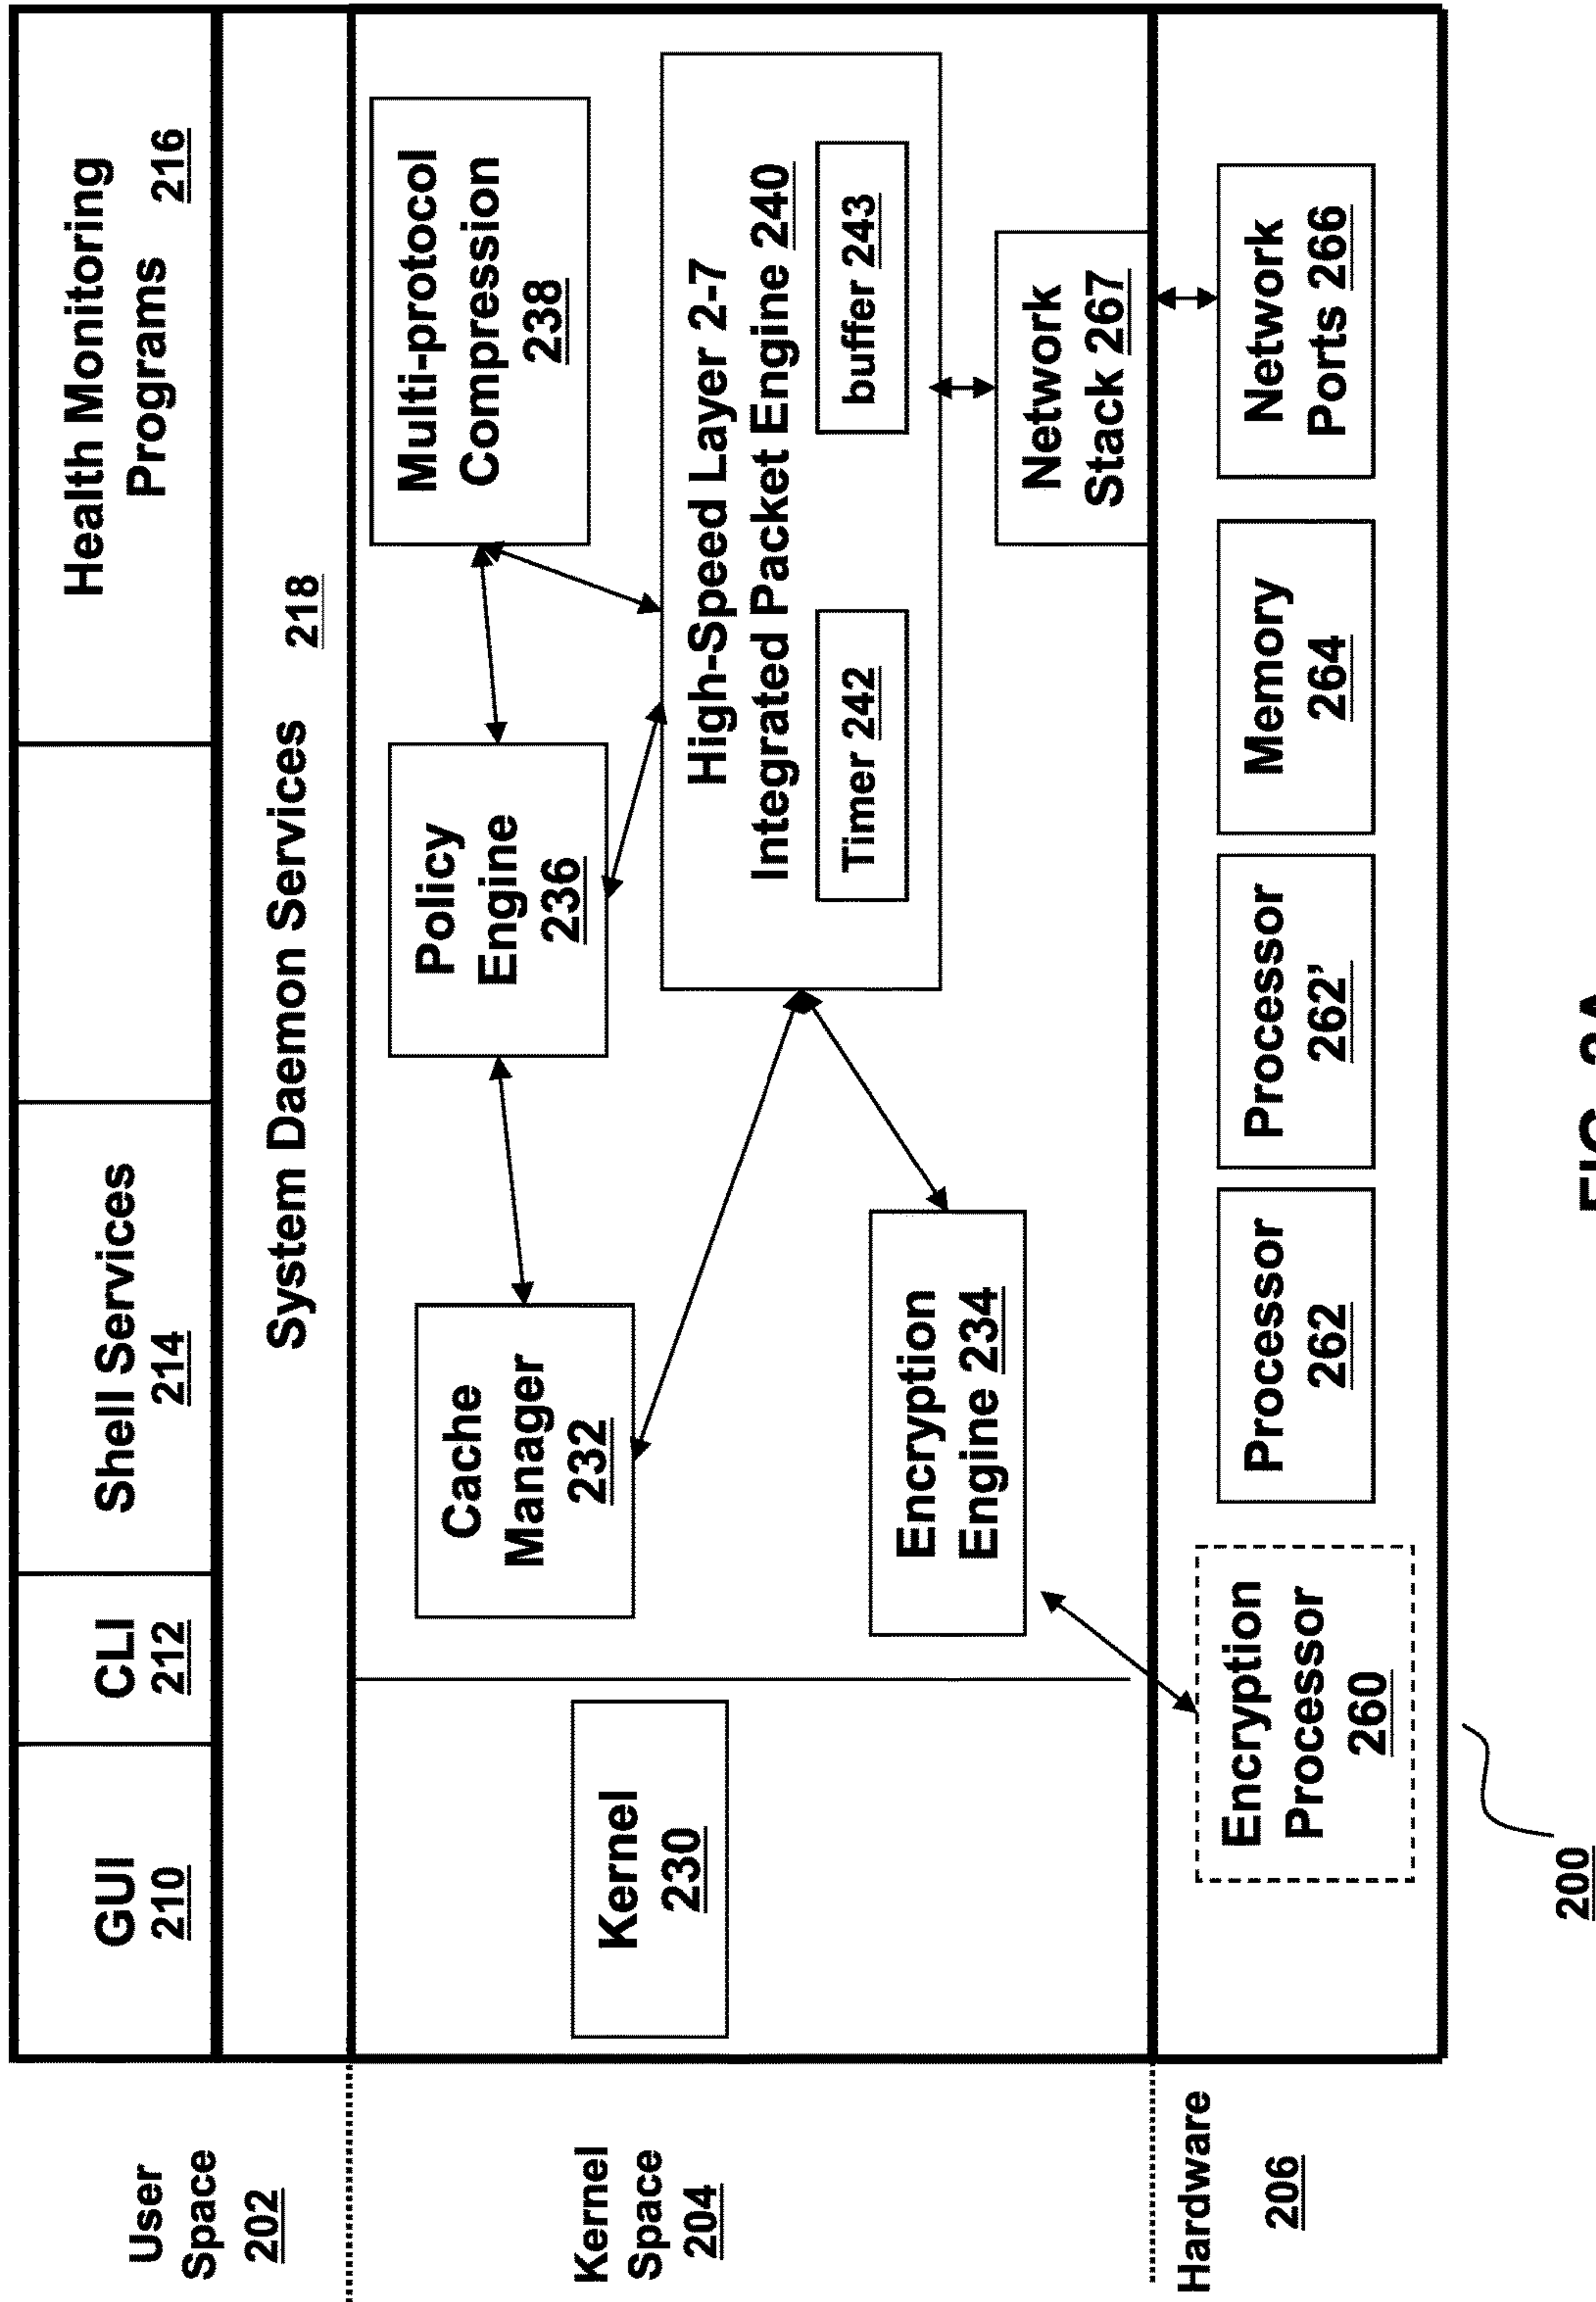 GUI
210
CLI
212
Shell Services
214
Health Monitoring
Programs 216
System Daemon Services 218
User
Space
202
Kernel
Space
204
Kernel
230
Cache
Manager
232
Policy
Engine
236
Multi-protocol
Compression
238
High-Speed Layer 2-7
Integrated Packet Engine 240
Timer 242
buffer 243
Encryption
Engine 234
Network
Stack 267
Hardware
206
Encryption
Processor
260
Processor
262
Processor
262’
Memory
264
Network
Ports 266
200
FIG. 2A